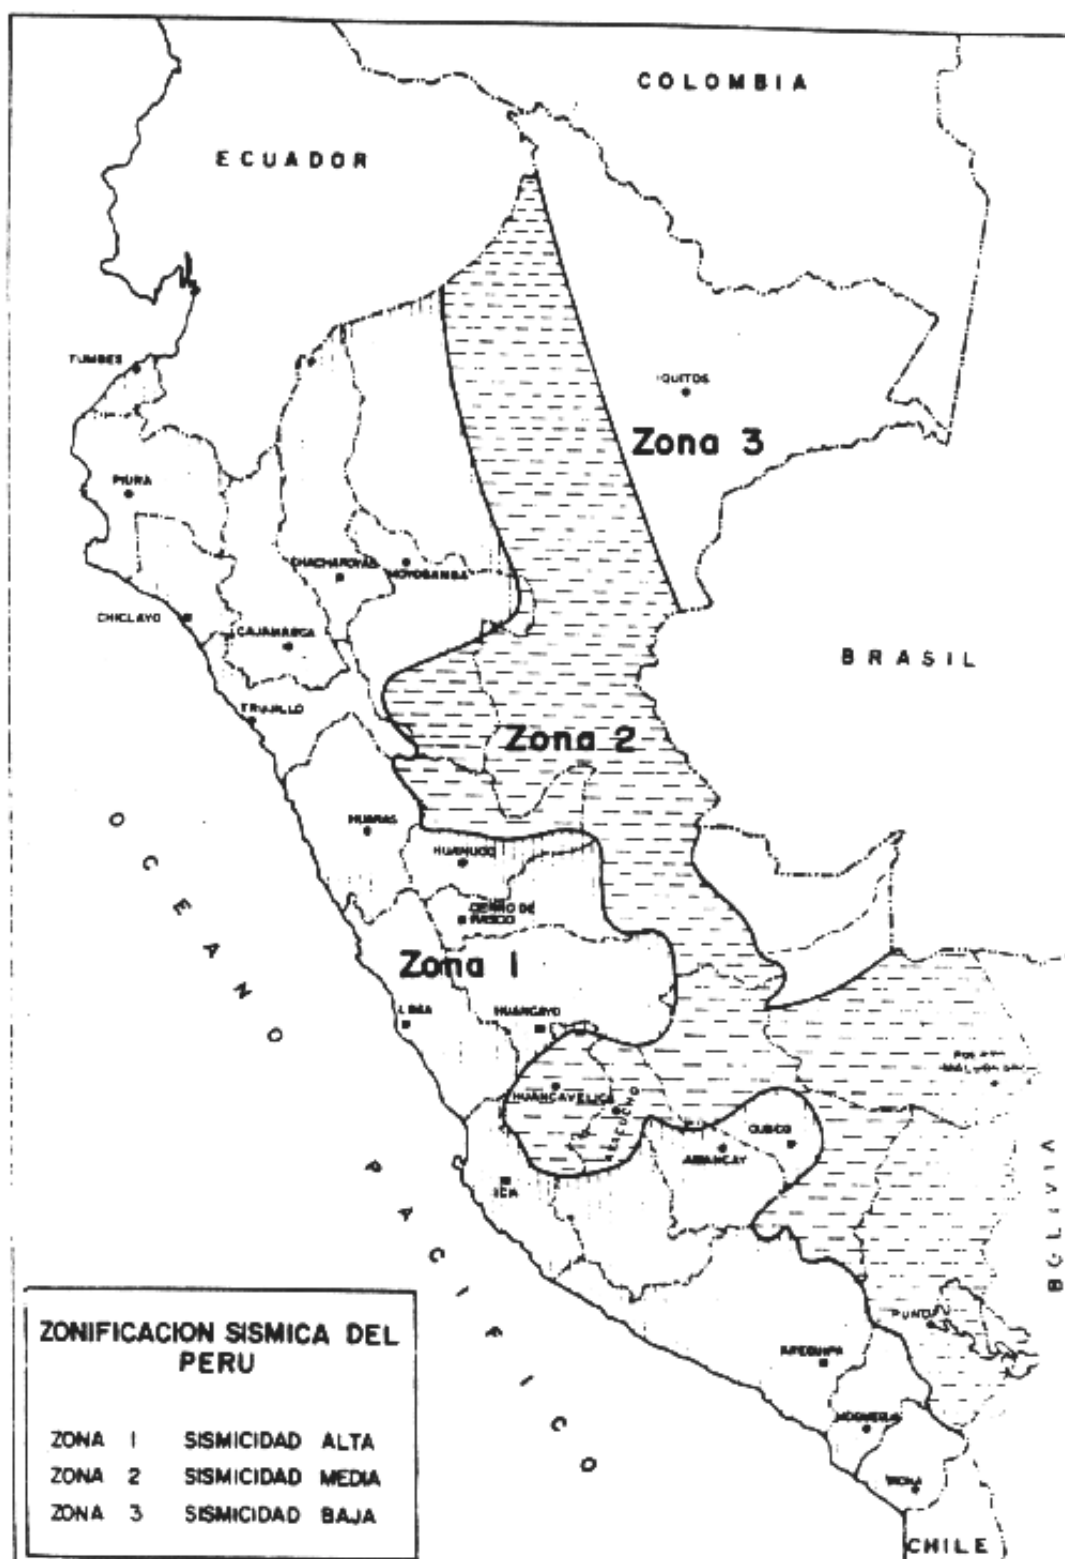 COLOMBIA
ECUADOR
TUMBES
IQUITOS
Zona 3
PIURA
CHACHAPOYAS
MOYOBAMBA
CHICLAYO
CAJAMARCA
BRASIL
TRUJILLO
Zona 2
HUARAS
HUANUCO
CERRO DE
PASCO
Zona 1
LIMA
HUANCAYO
HUANCAVELICA
CUSCO
ABANCAY
ICA
OCEANO PACIFICO
BOLIVIA
PUNO
AREQUIPA
MOQUEGUA
TACNA
CHILE
ZONIFICACION SISMICA DEL
PERU
ZONA 1 SISMICIDAD ALTA
ZONA 2 SISMICIDAD MEDIA
ZONA 3 SISMICIDAD BAJA